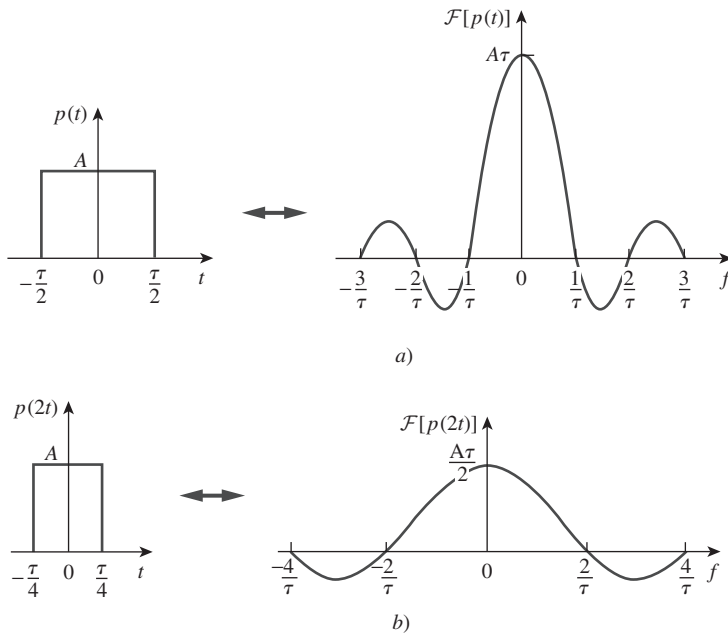 ℱ[p(t)]
Aτ
p(t)
A
−τ/2 0 τ/2 t
−3/τ −2/τ −1/τ 0 1/τ 2/τ 3/τ f
a)
p(2t)
A
ℱ[p(2t)]
Aτ/2
−τ/4 0 τ/4 t
−4/τ −2/τ 0 2/τ 4/τ f
b)